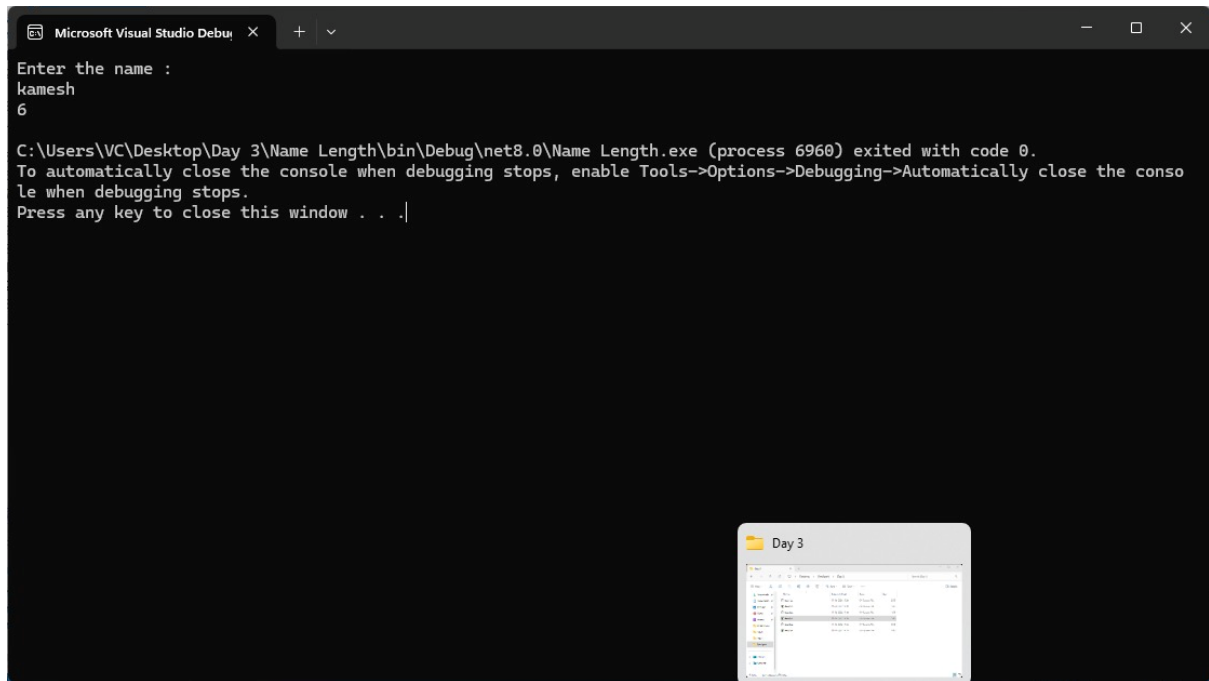 Microsoft Visual Studio Debu
Enter the name :
kamesh
6
C:\Users\VC\Desktop\Day 3\Name Length\bin\Debug\net8.0\Name Length.exe (process 6960) exited with code 0.
To automatically close the console when debugging stops, enable Tools->Options->Debugging->Automatically close the conso
le when debugging stops.
Press any key to close this window . . .
Day 3